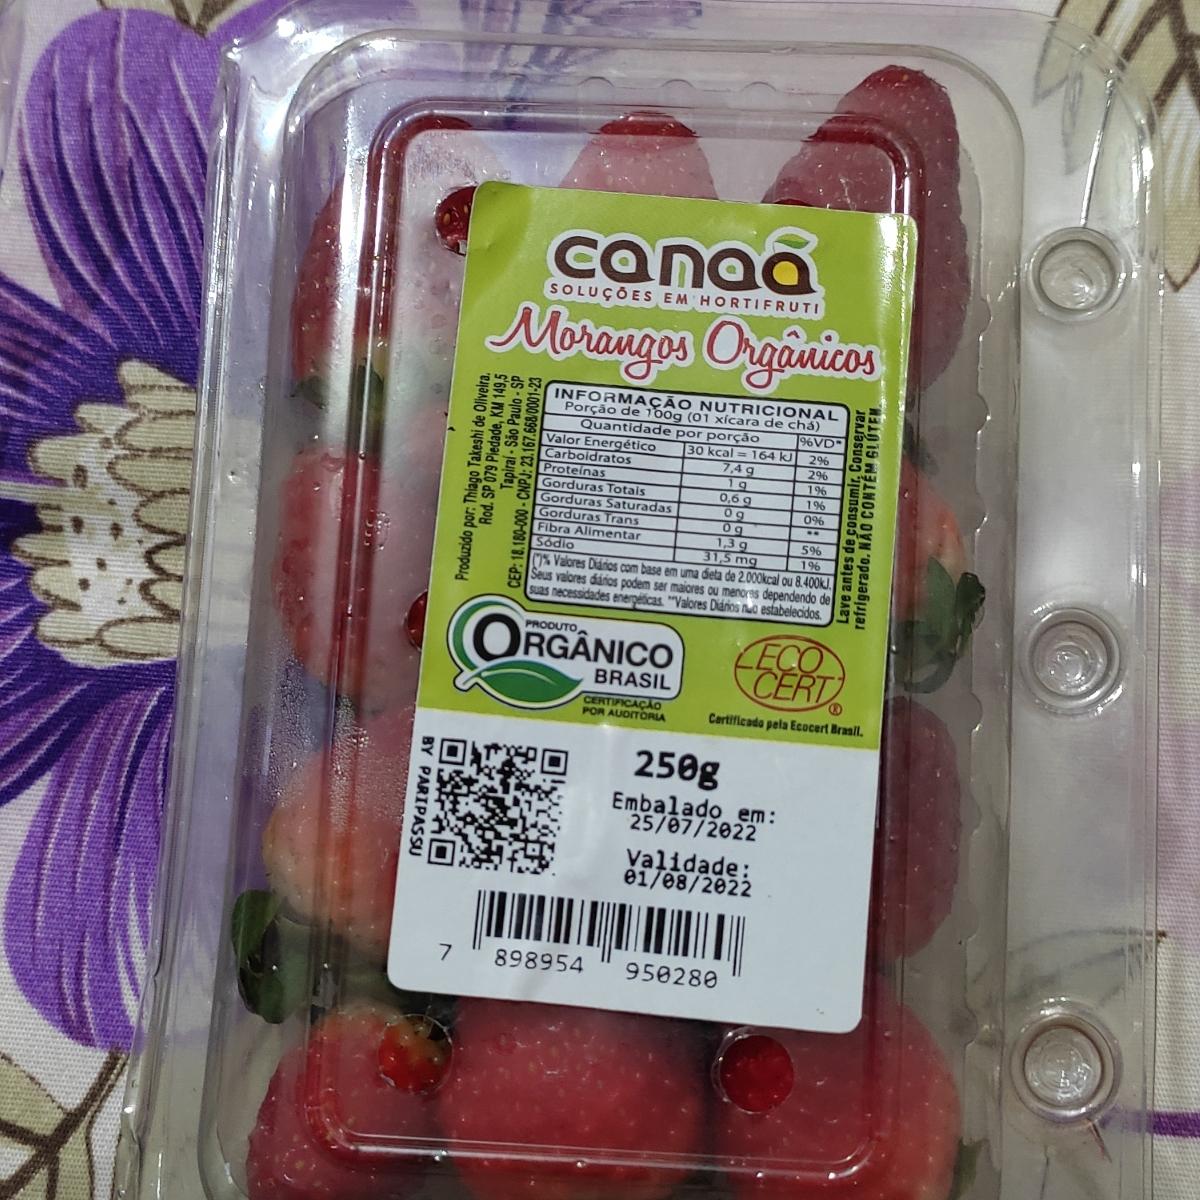 canaã
SOLUÇÕES EM HORTIFRUTI
Morangos Orgânicos
Produzido por: Thiago Takeshi de Oliveira.
Rod. SP 079 Piedade, KM 149,5
Tapiraí - São Paulo - SP
CEP: 18.180-000 - CNPJ: 23.167.668/0001-23
INFORMAÇÃO NUTRICIONAL
Porção de 100g (01 xícara de chá)
Quantidade por porção %VD*
Valor Energético 30 kcal = 164 kJ 2%
Carboidratos 7,4 g 2%
Proteínas 1 g 1%
Gorduras Totais 0,6 g 1%
Gorduras Saturadas 0 g 0%
Gorduras Trans 0 g **
Fibra Alimentar 1,3 g 5%
Sódio 31,5 mg 1%
(*)% Valores Diários com base em uma dieta de 2.000kcal ou 8.400kJ.
Seus valores diários podem ser maiores ou menores dependendo de
suas necessidades energéticas. **Valores Diários não estabelecidos.
Lave antes de consumir. Conservar
refrigerado. NÃO CONTÉM GLÚTEN
PRODUTO
ORGÂNICO
BRASIL
CERTIFICAÇÃO
POR AUDITORIA
ECO
CERT
®
Certificado pela Ecocert Brasil.
BY PARIPASSU
250g
Embalado em:
25/07/2022
Validade:
01/08/2022
7 898954 950280